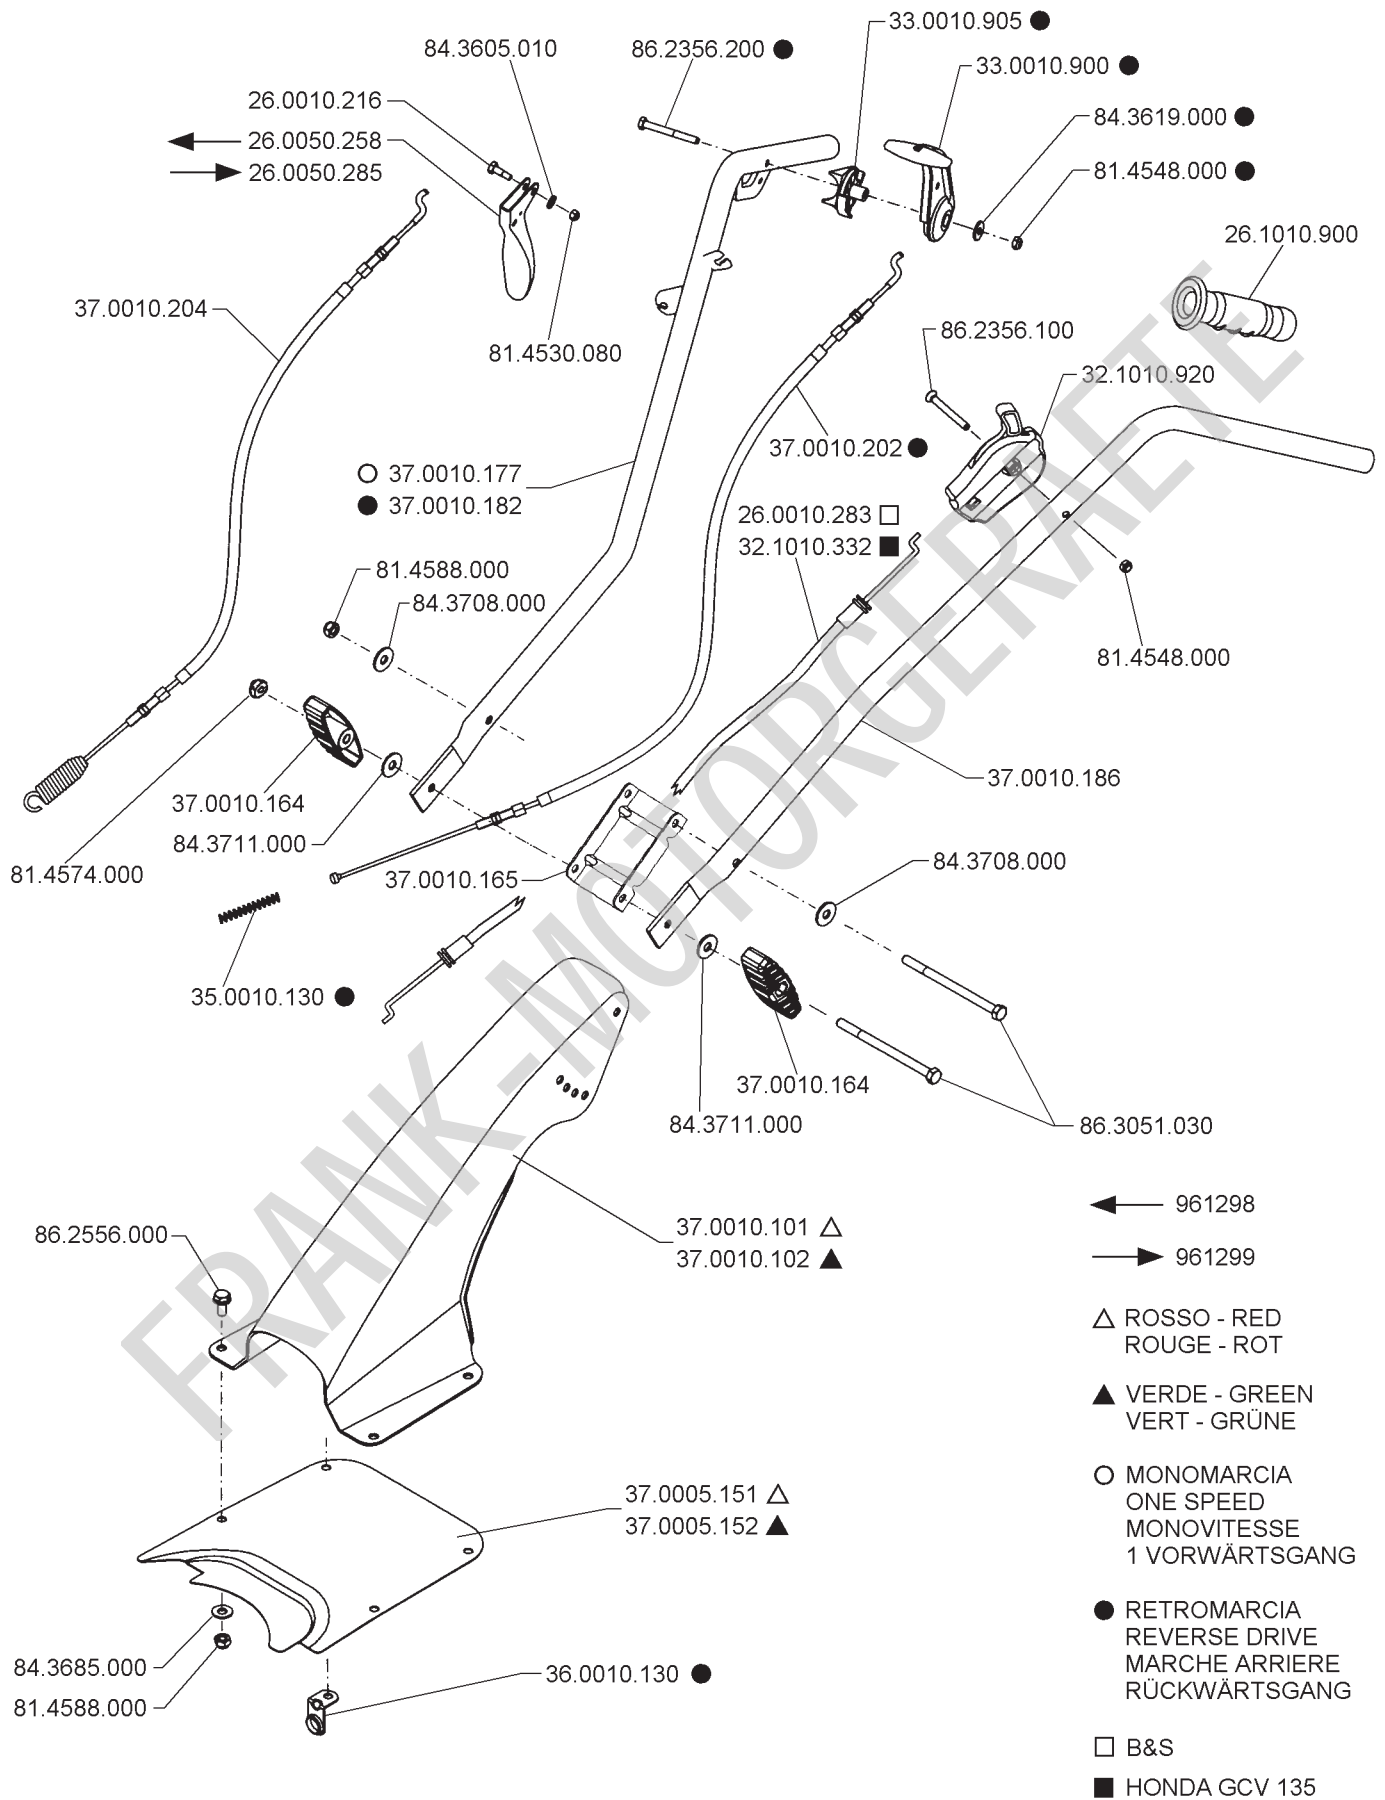 33.0010.905
84.3605.010
86.2356.200
33.0010.900
26.0010.216
84.3619.000
26.0050.258
26.0050.285
81.4548.000
26.1010.900
37.0010.204
86.2356.100
81.4530.080
32.1010.920
37.0010.202
37.0010.177
37.0010.182
26.0010.283
32.1010.332
81.4588.000
84.3708.000
81.4548.000
37.0010.186
37.0010.164
84.3711.000
84.3708.000
81.4574.000
37.0010.165
35.0010.130
37.0010.164
84.3711.000
86.3051.030
961298
37.0010.101
37.0010.102
86.2556.000
961299
ROSSO - RED
ROUGE - ROT
VERDE - GREEN
VERT - GRÜNE
MONOMARCIA
ONE SPEED
MONOVITESSE
1 VORWÄRTSGANG
37.0005.151
37.0005.152
RETROMARCIA
REVERSE DRIVE
MARCHE ARRIERE
RÜCKWÄRTSGANG
84.3685.000
36.0010.130
81.4588.000
B&S
HONDA GCV 135
FRANK-MOTORGERAETE